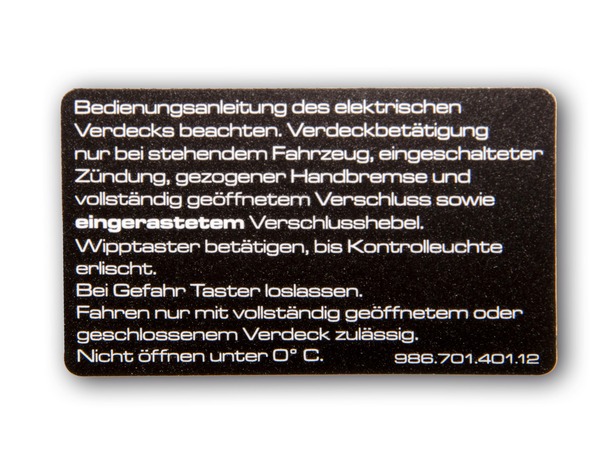 Bedienungsanleitung des elektrischen
Verdecks beachten. Verdeckbetätigung
nur bei stehendem Fahrzeug, eingeschalteter
Zündung, gezogener Handbremse und
vollständig geöffnetem Verschluss sowie
eingerastetem Verschlusshebel.
Wipptaster betätigen, bis Kontrolleuchte
erlischt.
Bei Gefahr Taster loslassen.
Fahren nur mit vollständig geöffnetem oder
geschlossenem Verdeck zulässig.
Nicht öffnen unter 0° C. 986.701.401.12